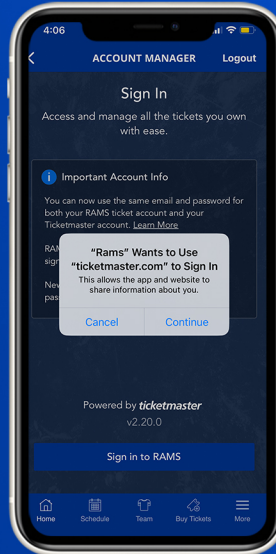 4:06
ACCOUNT MANAGER Logout
Sign In
Access and manage all the tickets you own
with ease.
i Important Account Info
You can now use the same email and password for
both your RAMS ticket account and your
Ticketmaster account. Learn More
"Rams" Wants to Use
"ticketmaster.com" to Sign In
This allows the app and website to
share information about you.
Cancel Continue
Powered by ticketmaster
v2.20.0
Sign in to RAMS
Home Schedule Team Buy Tickets More